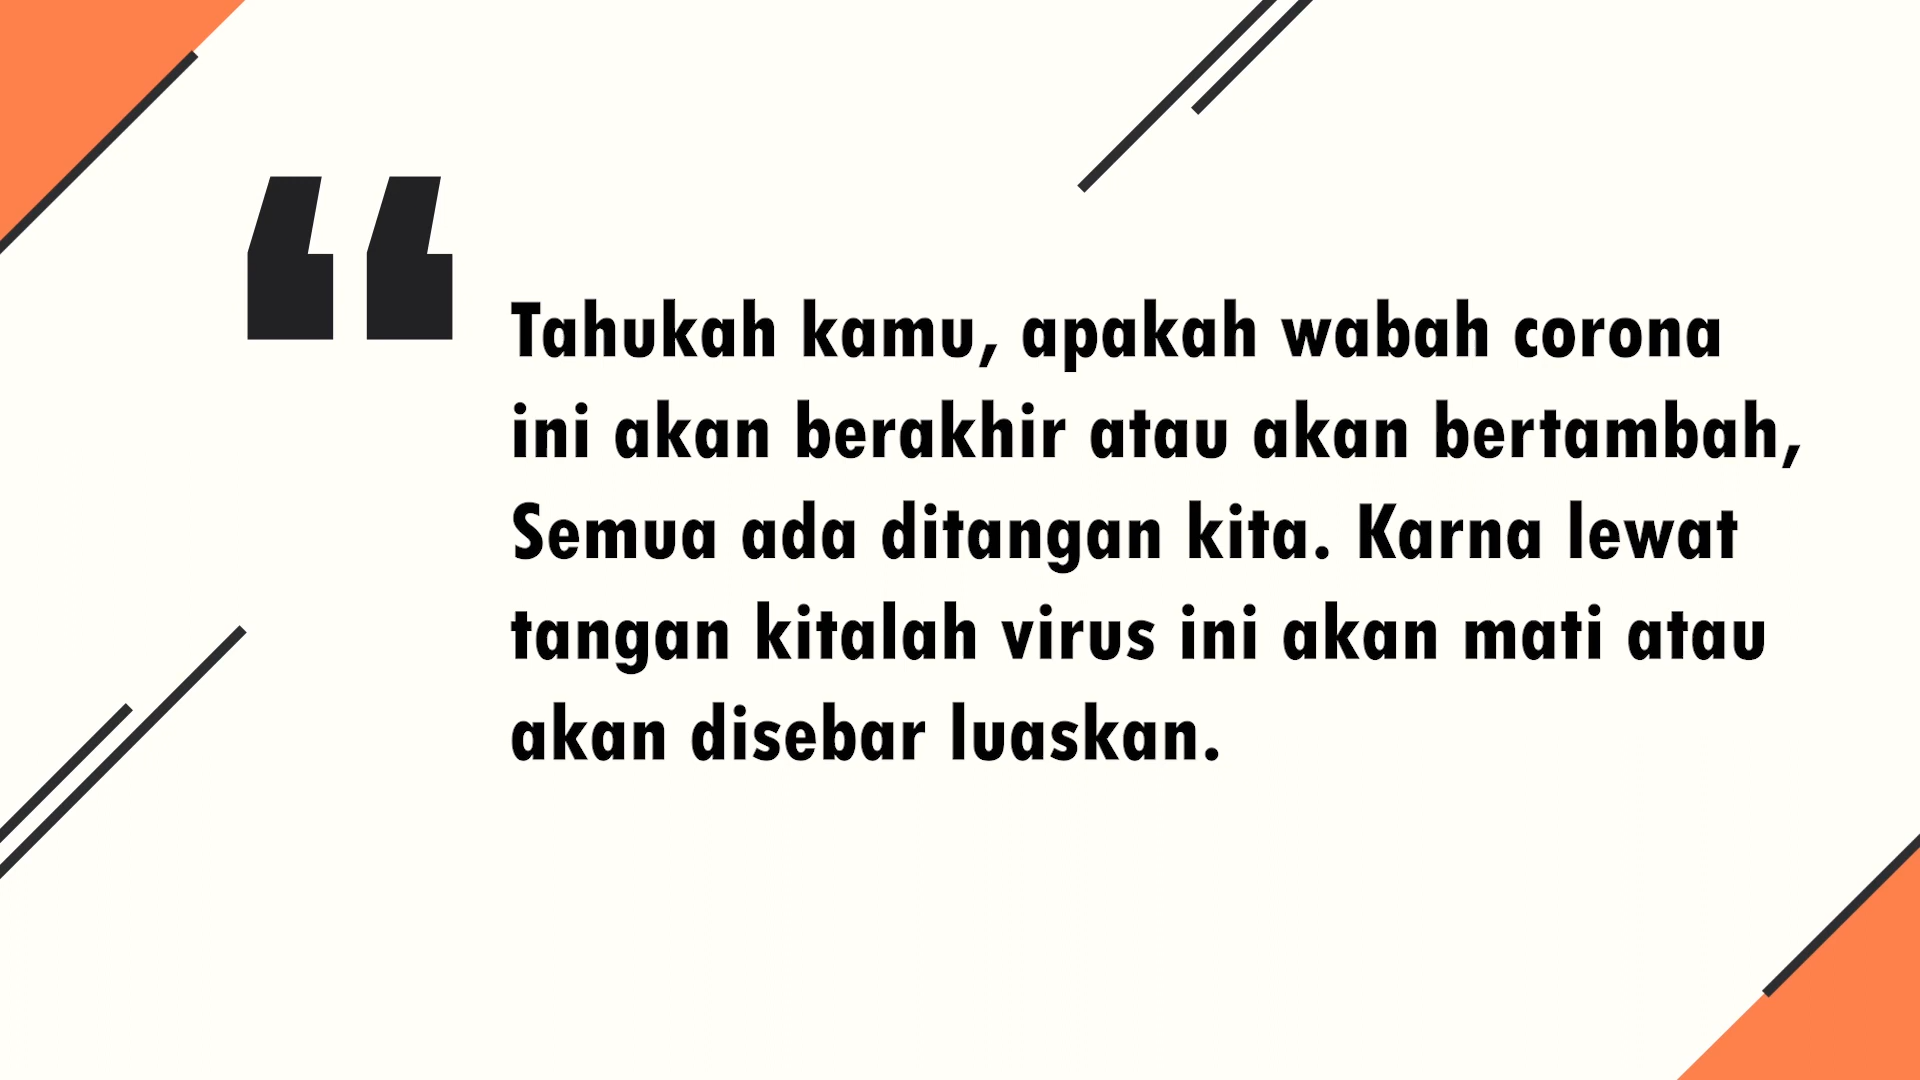 “
Tahukah kamu, apakah wabah corona
ini akan berakhir atau akan bertambah,
Semua ada ditangan kita. Karna lewat
tangan kitalah virus ini akan mati atau
akan disebar luaskan.